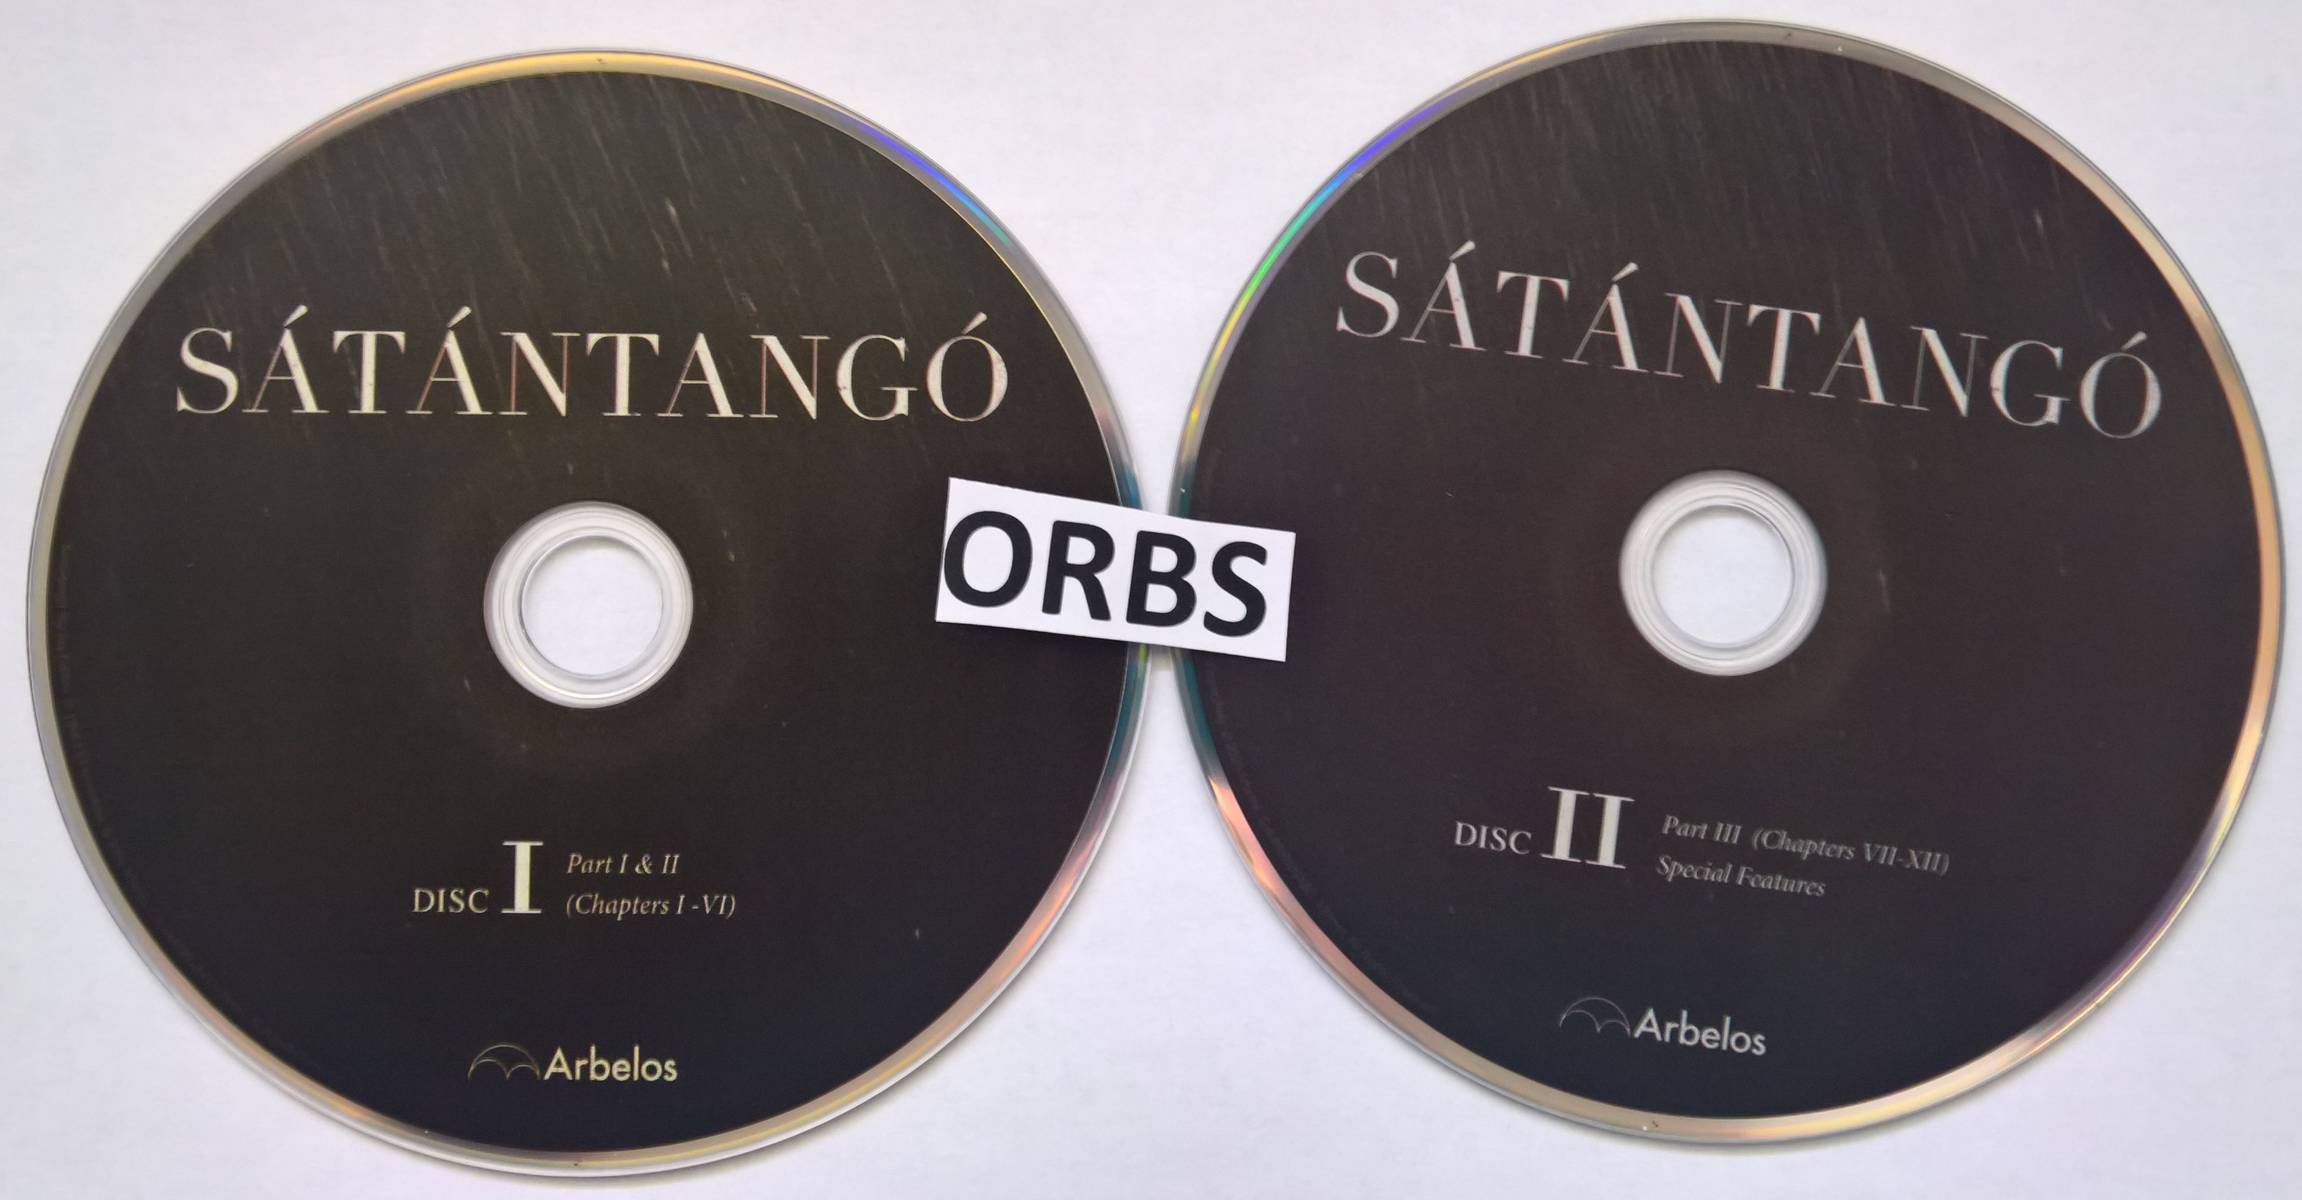 SÁTÁNTANGÓ
DISC I
Part I & II
(Chapters I -VI)
Arbelos
ORBS
SÁTÁNTANGÓ
DISC II
Part III (Chapters VII-XII)
Special Features
Arbelos